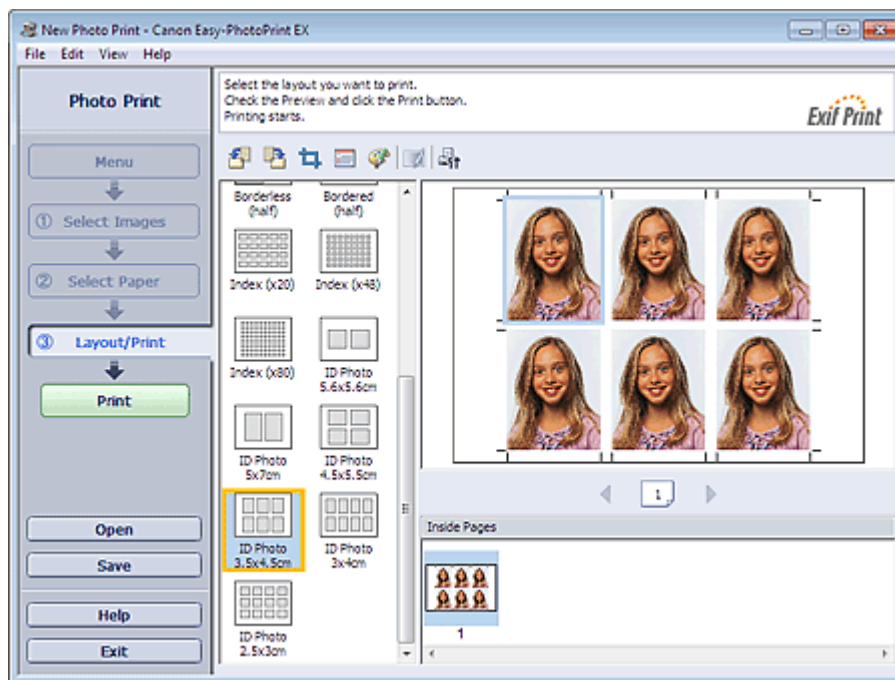 New Photo Print - Canon Easy-PhotoPrint EX
File Edit View Help
Photo Print
Select the layout you want to print.
Check the Preview and click the Print button.
Printing starts.
Exif Print
Menu
① Select Images
② Select Paper
③ Layout/Print
Print
Open
Save
Help
Exit
Borderless
(half)
Bordered
(half)
Index (x20)
Index (x48)
Index (x80)
ID Photo
5.6x5.6cm
ID Photo
5x7cm
ID Photo
4.5x5.5cm
ID Photo
3.5x4.5cm
ID Photo
3x4cm
ID Photo
2.5x3cm
1
Inside Pages
1